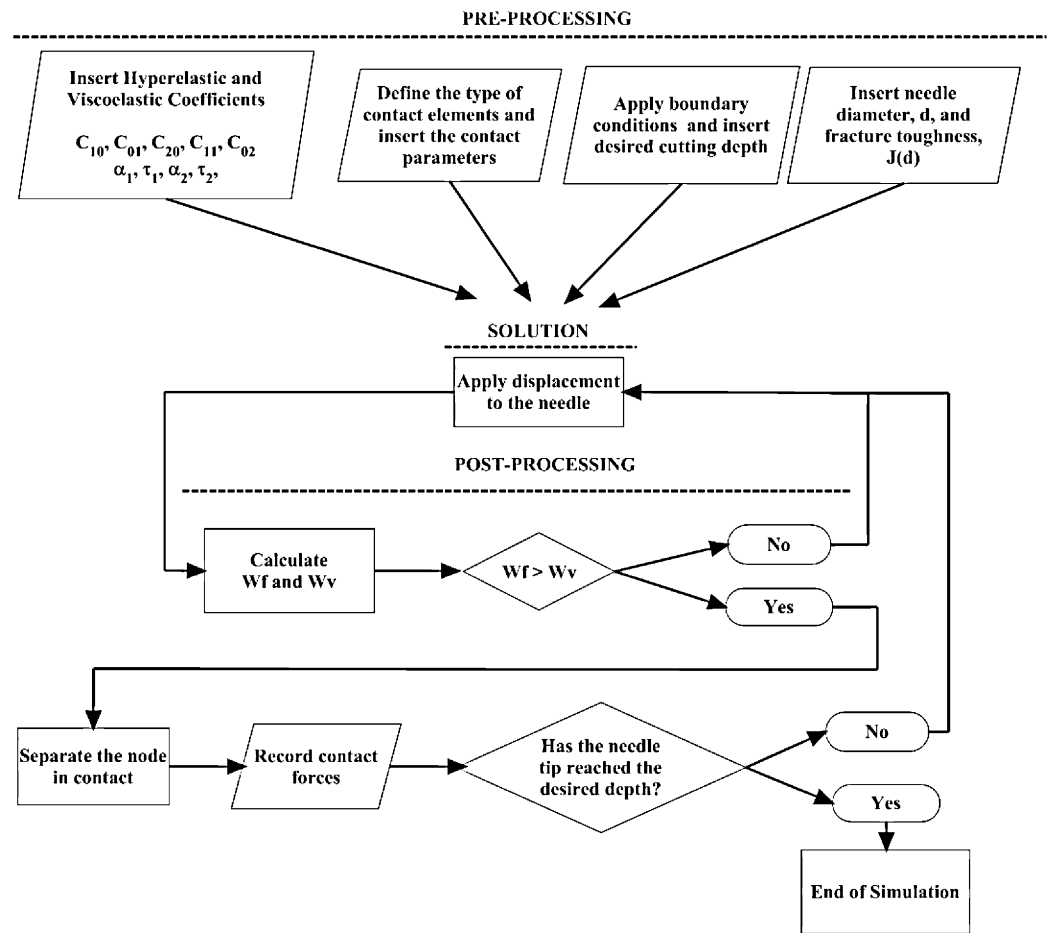 PRE-PROCESSING
Insert Hyperelastic and
Viscoelastic Coefficients
C10, C01, C20, C11, C02
α1, τ1, α2, τ2,
Define the type of
contact elements and
insert the contact
parameters
Apply boundary
conditions and insert
desired cutting depth
Insert needle
diameter, d, and
fracture toughness,
J(d)
SOLUTION
Apply displacement
to the needle
POST-PROCESSING
Calculate
Wf and Wv
Wf > Wv
No
Yes
Separate the node
in contact
Record contact
forces
Has the needle
tip reached the
desired depth?
No
Yes
End of Simulation